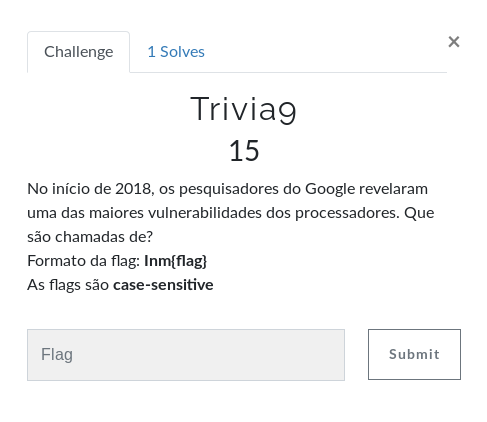 ×
Challenge
1 Solves
Trivia9
15
No início de 2018, os pesquisadores do Google revelaram
uma das maiores vulnerabilidades dos processadores. Que
são chamadas de?
Formato da flag: Inm{flag}
As flags são case-sensitive
Flag
Submit